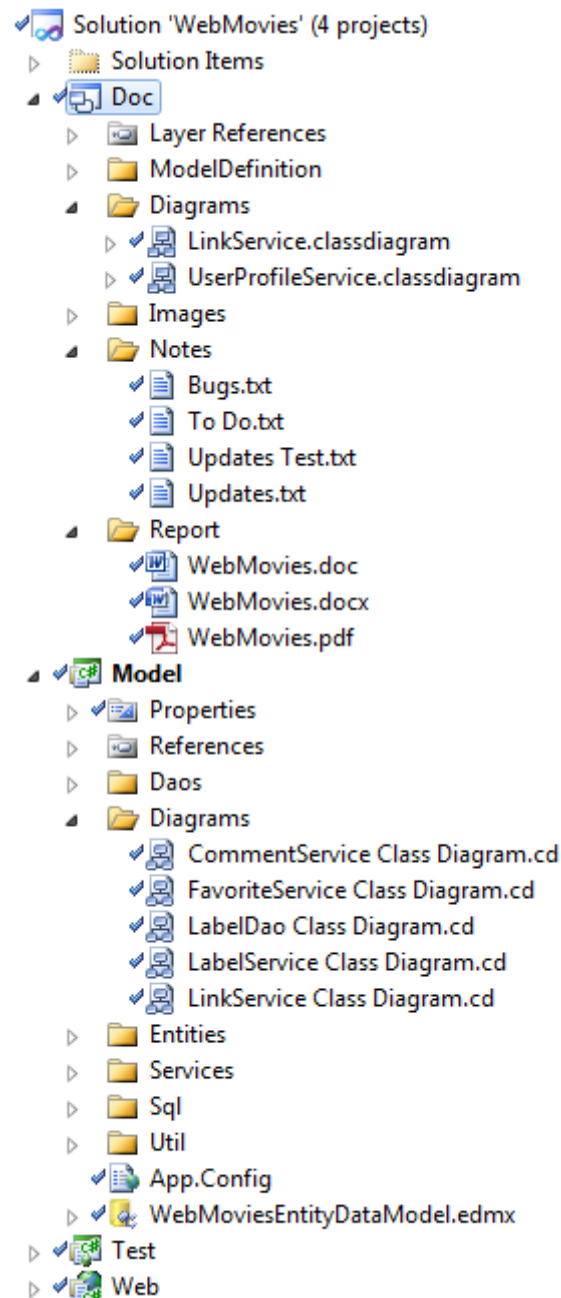 Solution 'WebMovies' (4 projects)
Solution Items
Doc
Layer References
ModelDefinition
Diagrams
LinkService.classdiagram
UserProfileService.classdiagram
Images
Notes
Bugs.txt
To Do.txt
Updates Test.txt
Updates.txt
Report
WebMovies.doc
WebMovies.docx
WebMovies.pdf
Model
Properties
References
Daos
Diagrams
CommentService Class Diagram.cd
FavoriteService Class Diagram.cd
LabelDao Class Diagram.cd
LabelService Class Diagram.cd
LinkService Class Diagram.cd
Entities
Services
Sql
Util
App.Config
WebMoviesEntityDataModel.edmx
Test
Web